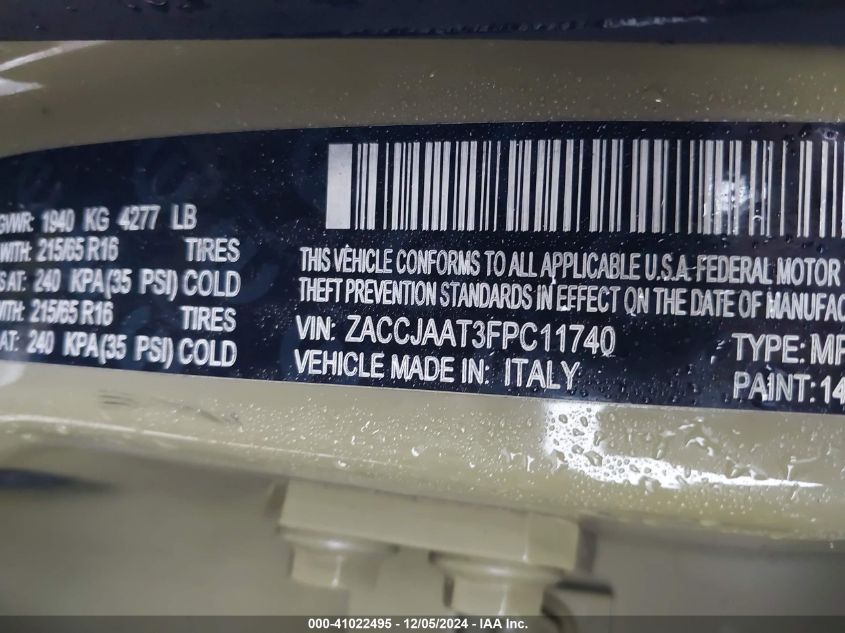 GVWR: 1940 KG 4277 LB
WITH: 215/65 R16 TIRES
S AT: 240 KPA(35 PSI) COLD
WITH: 215/65 R16 TIRES
AT: 240 KPA(35 PSI) COLD
THIS VEHICLE CONFORMS TO ALL APPLICABLE U.S.A. FEDERAL MOTOR
THEFT PREVENTION STANDARDS IN EFFECT ON THE DATE OF MANUFAC
VIN: ZACCJAAT3FPC11740
TYPE: MP
VEHICLE MADE IN: ITALY
PAINT: 14
000-41022495 - 12/05/2024 - IAA Inc.